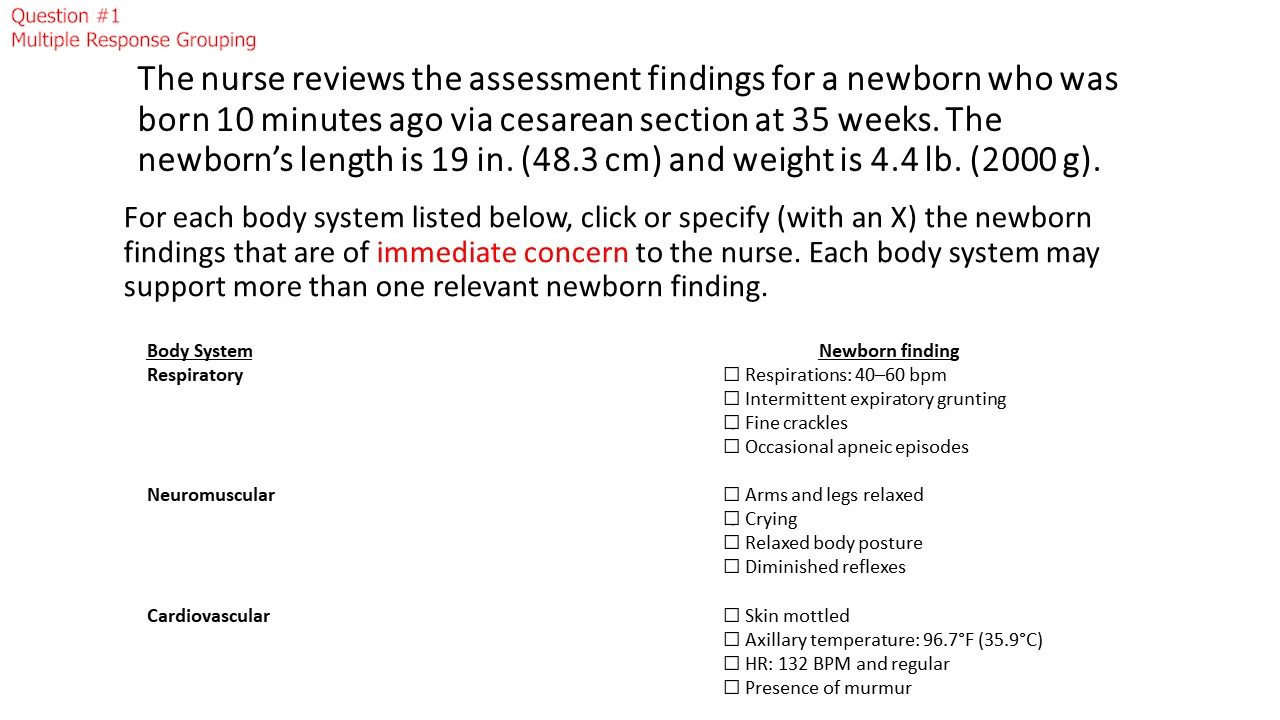 Question #1
Multiple Response Grouping
The nurse reviews the assessment findings for a newborn who was
born 10 minutes ago via cesarean section at 35 weeks. The
newborn’s length is 19 in. (48.3 cm) and weight is 4.4 lb. (2000 g).
For each body system listed below, click or specify (with an X) the newborn
findings that are of immediate concern to the nurse. Each body system may
support more than one relevant newborn finding.
Body System Newborn finding
Respiratory ☐ Respirations: 40–60 bpm
☐ Intermittent expiratory grunting
☐ Fine crackles
☐ Occasional apneic episodes
Neuromuscular ☐ Arms and legs relaxed
☐ Crying
☐ Relaxed body posture
☐ Diminished reflexes
Cardiovascular ☐ Skin mottled
☐ Axillary temperature: 96.7°F (35.9°C)
☐ HR: 132 BPM and regular
☐ Presence of murmur